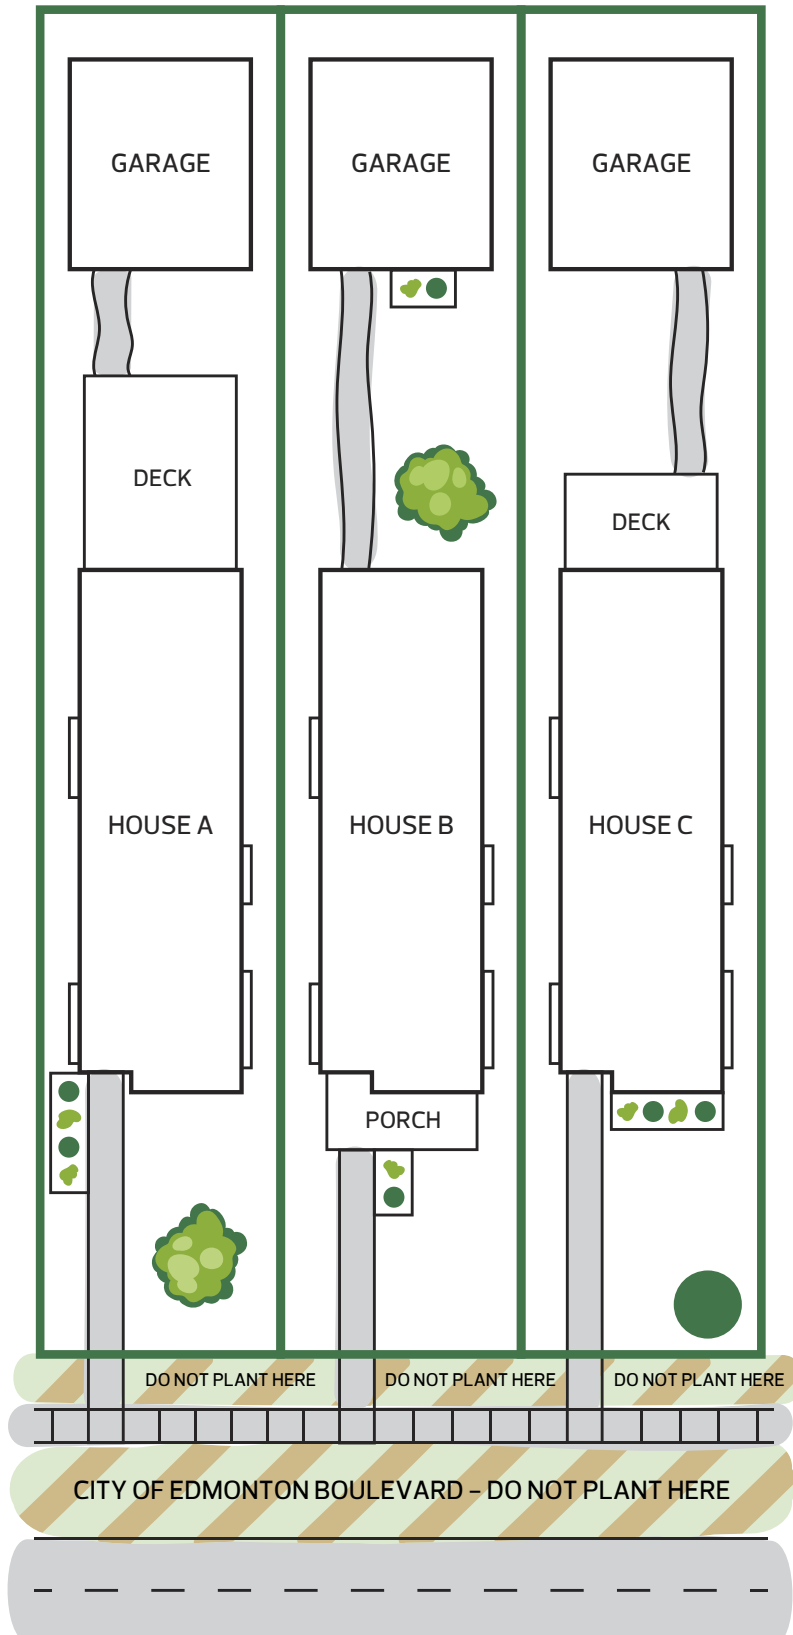 GARAGE
GARAGE
GARAGE
DECK
DECK
HOUSE A
HOUSE B
HOUSE C
PORCH
DO NOT PLANT HERE
DO NOT PLANT HERE
DO NOT PLANT HERE
CITY OF EDMONTON BOULEVARD – DO NOT PLANT HERE